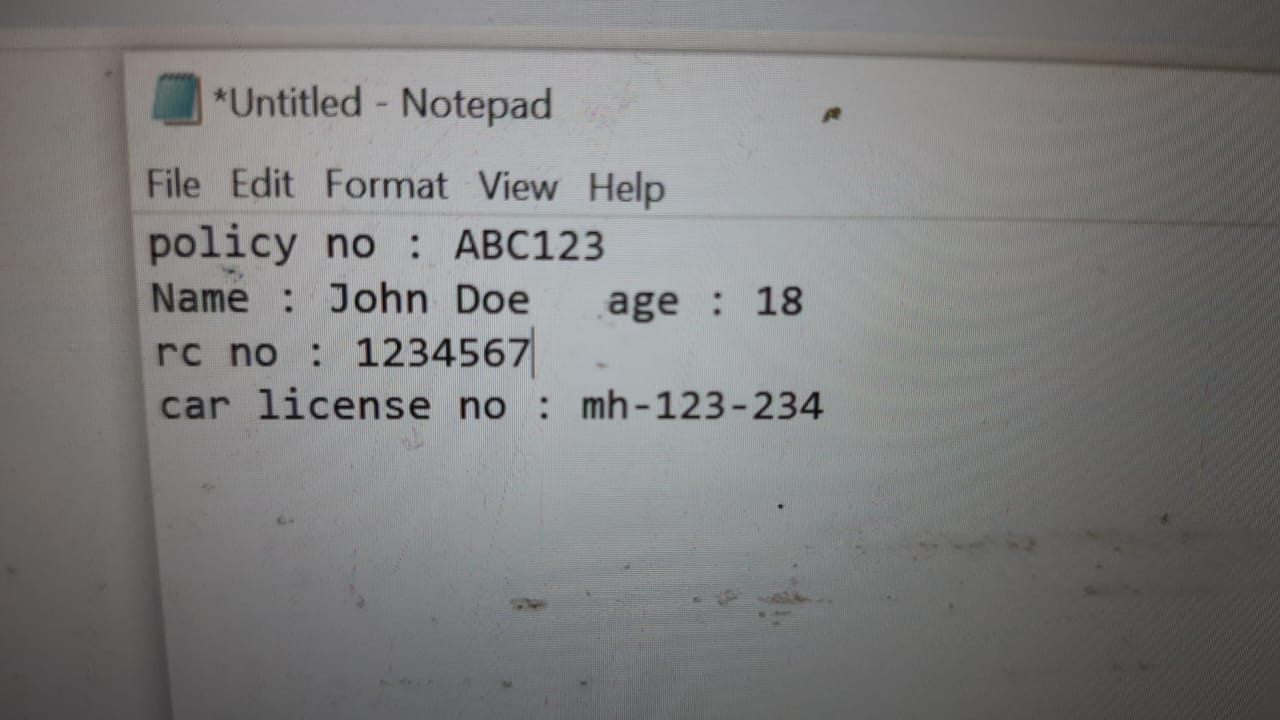 *Untitled - Notepad
File Edit Format View Help
policy no : ABC123
Name : John Doe   age : 18
rc no : 1234567
car license no : mh-123-234